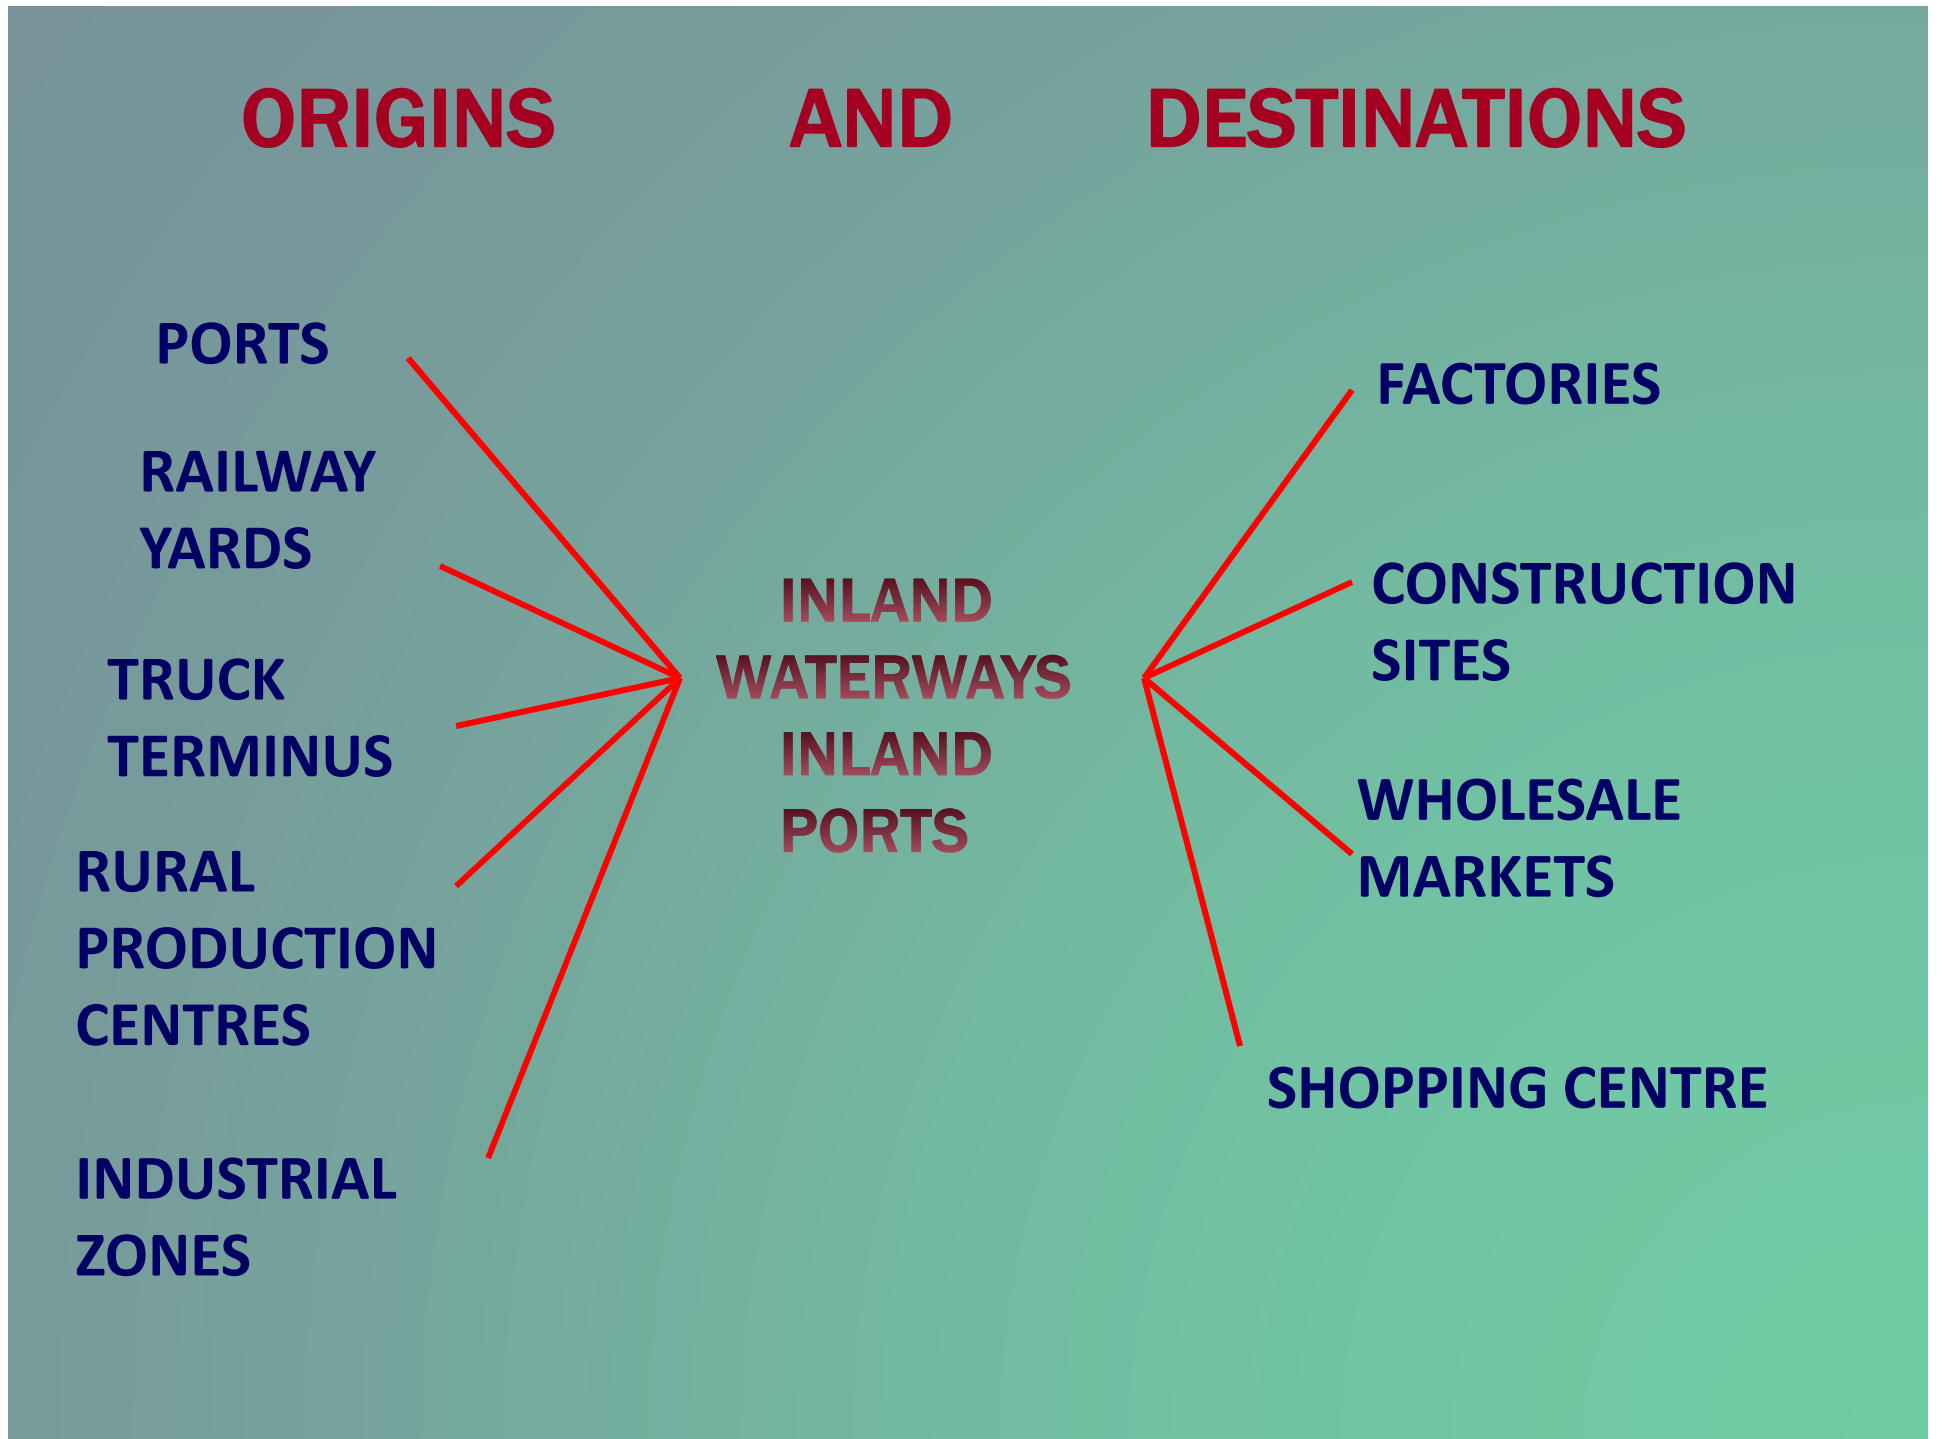 ORIGINS AND DESTINATIONS
PORTS
RAILWAY
YARDS
TRUCK
TERMINUS
RURAL
PRODUCTION
CENTRES
INDUSTRIAL
ZONES
INLAND
WATERWAYS
INLAND
PORTS
FACTORIES
CONSTRUCTION
SITES
WHOLESALE
MARKETS
SHOPPING CENTRE